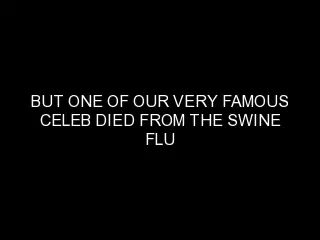 BUT ONE OF OUR VERY FAMOUS
CELEB DIED FROM THE SWINE
FLU